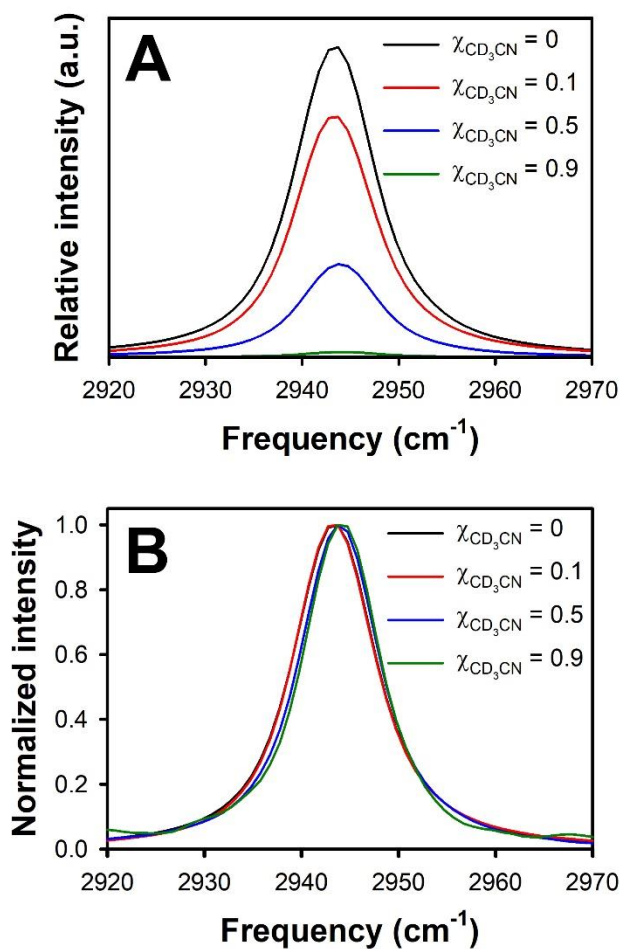 A
χCD₃CN = 0
χCD₃CN = 0.1
χCD₃CN = 0.5
χCD₃CN = 0.9
Relative intensity (a.u.)
2920 2930 2940 2950 2960 2970
Frequency (cm⁻¹)
B
χCD₃CN = 0
χCD₃CN = 0.1
χCD₃CN = 0.5
χCD₃CN = 0.9
Normalized intensity
1.0
0.8
0.6
0.4
0.2
0.0
2920 2930 2940 2950 2960 2970
Frequency (cm⁻¹)